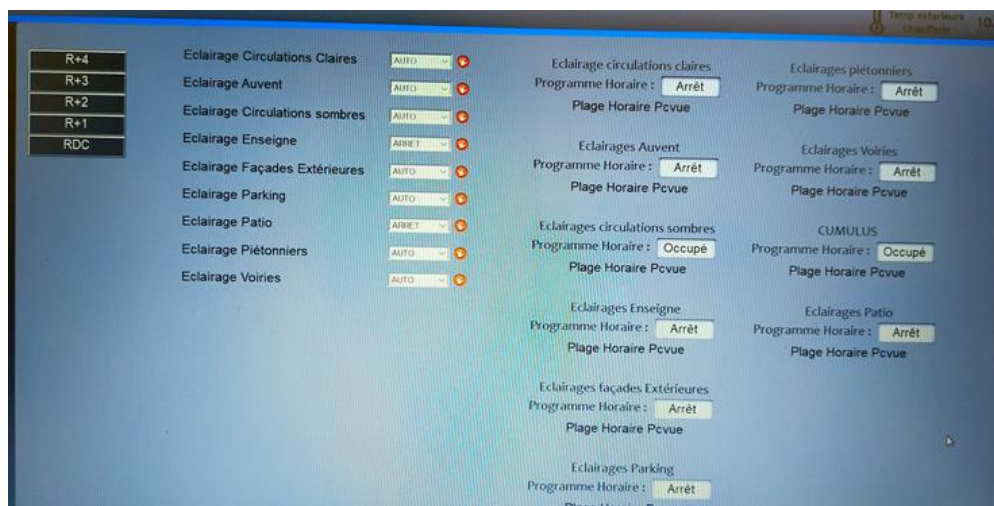 Temp exterieure
10
R+4
R+3
R+2
R+1
RDC
Eclairage Circulations Claires AUTO
Eclairage Auvent AUTO
Eclairage Circulations sombres AUTO
Eclairage Enseigne ARRET
Eclairage Façades Extérieures AUTO
Eclairage Parking AUTO
Eclairage Patio ARRET
Eclairage Piétonniers AUTO
Eclairage Voiries AUTO
Eclairage circulations claires
Programme Horaire : Arrêt
Plage Horaire Pcvue
Eclairages Auvent
Programme Horaire : Arrêt
Plage Horaire Pcvue
Eclairages circulations sombres
Programme Horaire : Occupé
Plage Horaire Pcvue
Eclairages Enseigne
Programme Horaire : Arrêt
Plage Horaire Pcvue
Eclairages façades Extérieures
Programme Horaire : Arrêt
Plage Horaire Pcvue
Eclairages Parking
Programme Horaire : Arrêt
Eclairages piétonniers
Programme Horaire : Arrêt
Plage Horaire Pcvue
Eclairages Voiries
Programme Horaire : Arrêt
Plage Horaire Pcvue
CUMULUS
Programme Horaire : Occupé
Plage Horaire Pcvue
Eclairages Patio
Programme Horaire : Arrêt
Plage Horaire Pcvue